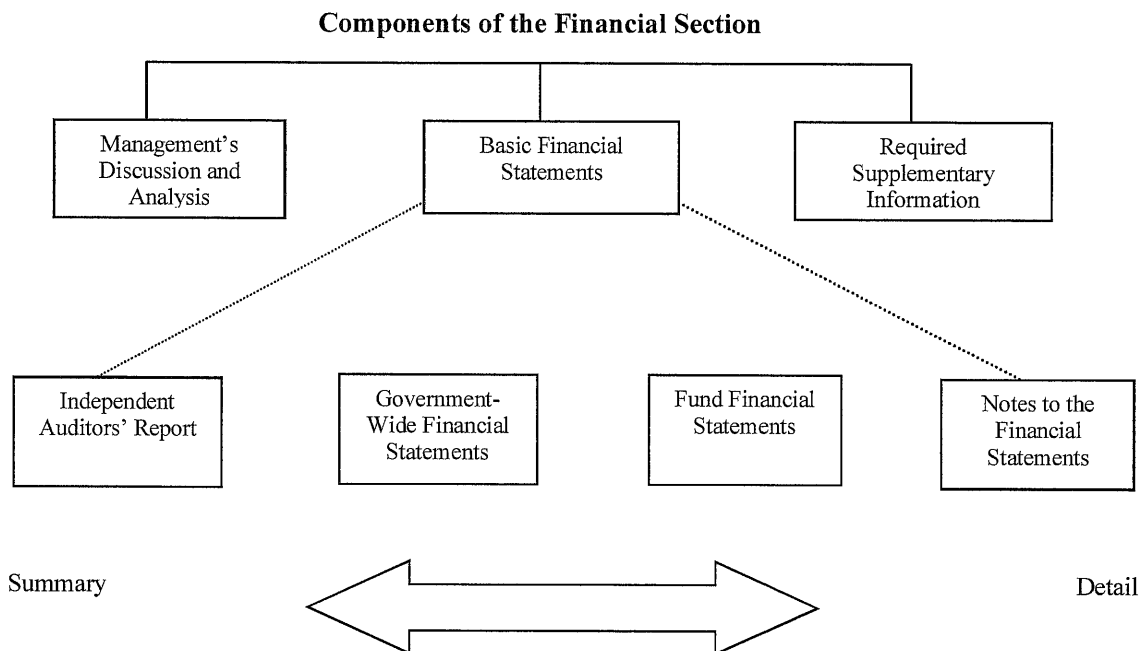 Components of the Financial Section
Management’s
Discussion and
Analysis
Basic Financial
Statements
Required
Supplementary
Information
Independent
Auditors’ Report
Government-
Wide Financial
Statements
Fund Financial
Statements
Notes to the
Financial
Statements
Summary
Detail